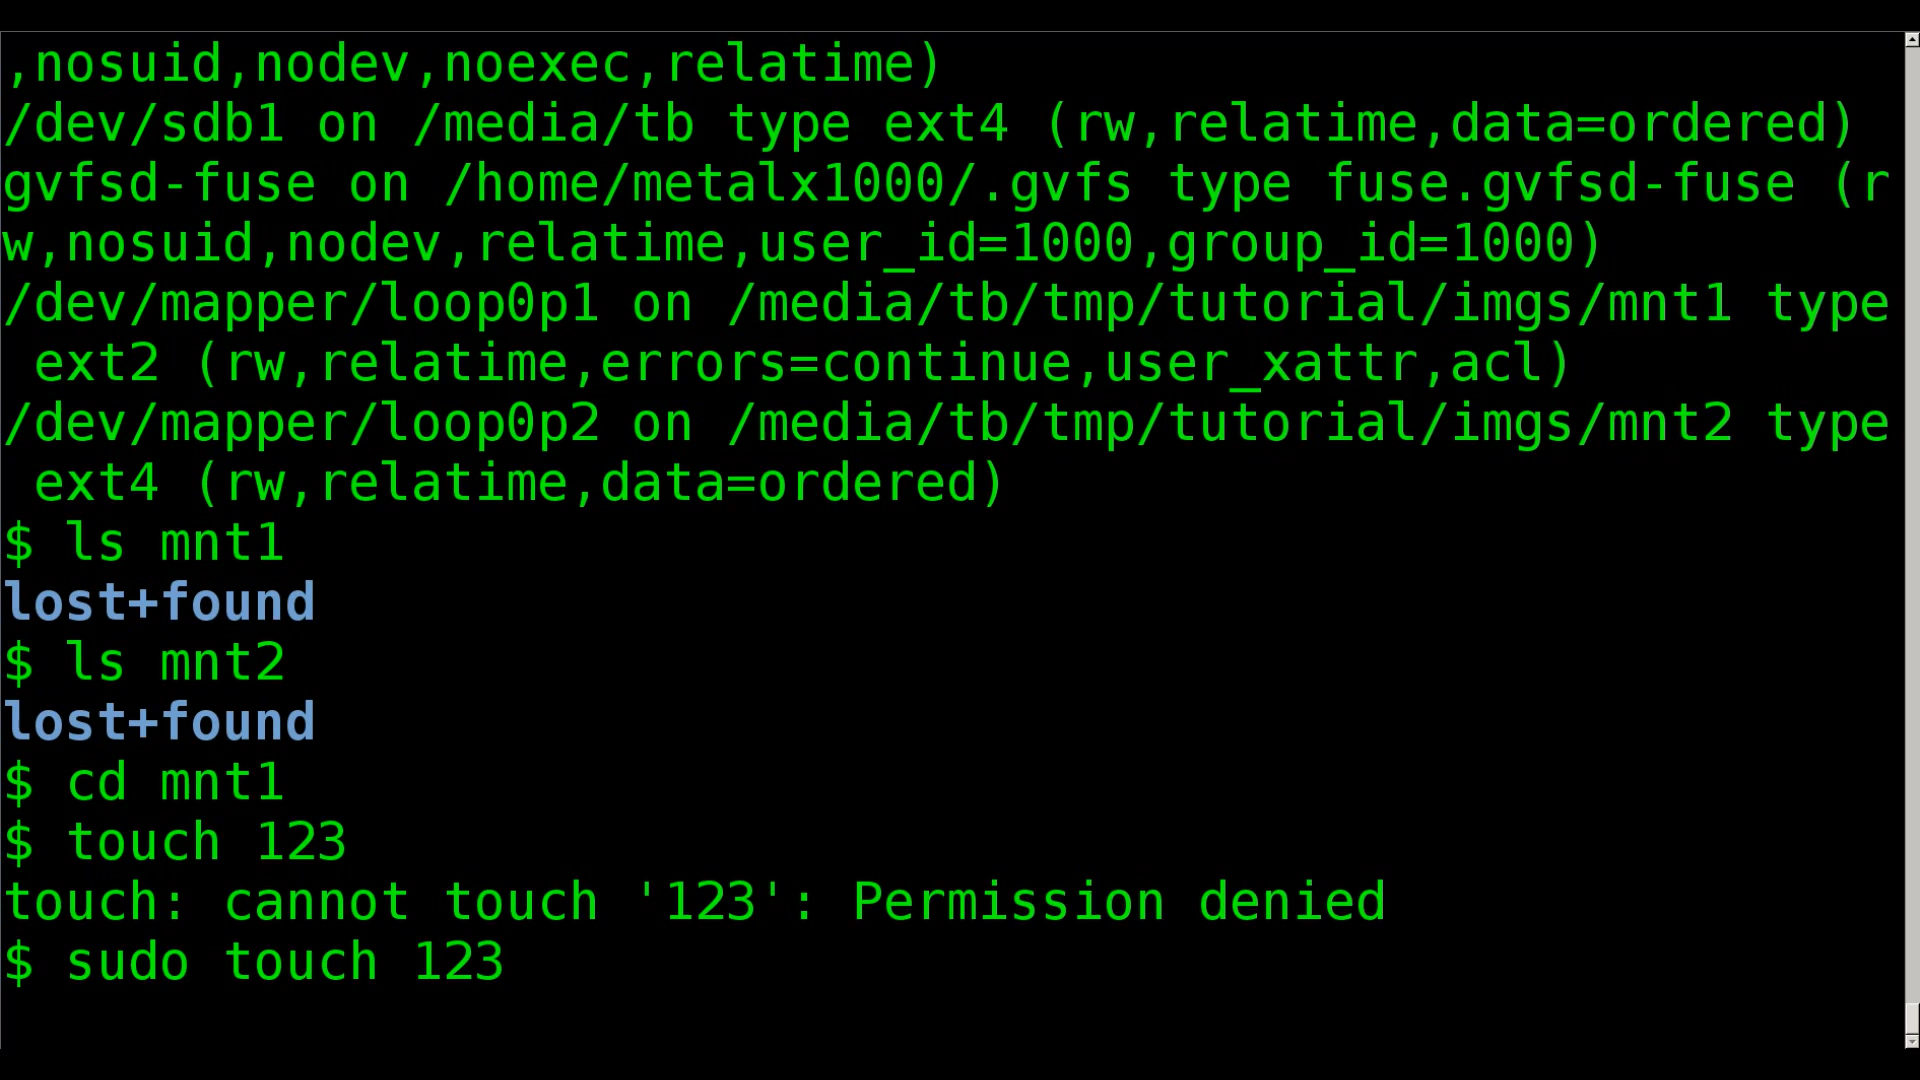 ,nosuid,nodev,noexec,relatime)
/dev/sdb1 on /media/tb type ext4 (rw,relatime,data=ordered)
gvfsd-fuse on /home/metalx1000/.gvfs type fuse.gvfsd-fuse (r
w,nosuid,nodev,relatime,user_id=1000,group_id=1000)
/dev/mapper/loop0p1 on /media/tb/tmp/tutorial/imgs/mnt1 type
 ext2 (rw,relatime,errors=continue,user_xattr,acl)
/dev/mapper/loop0p2 on /media/tb/tmp/tutorial/imgs/mnt2 type
 ext4 (rw,relatime,data=ordered)
$ ls mnt1
lost+found
$ ls mnt2
lost+found
$ cd mnt1
$ touch 123
touch: cannot touch '123': Permission denied
$ sudo touch 123